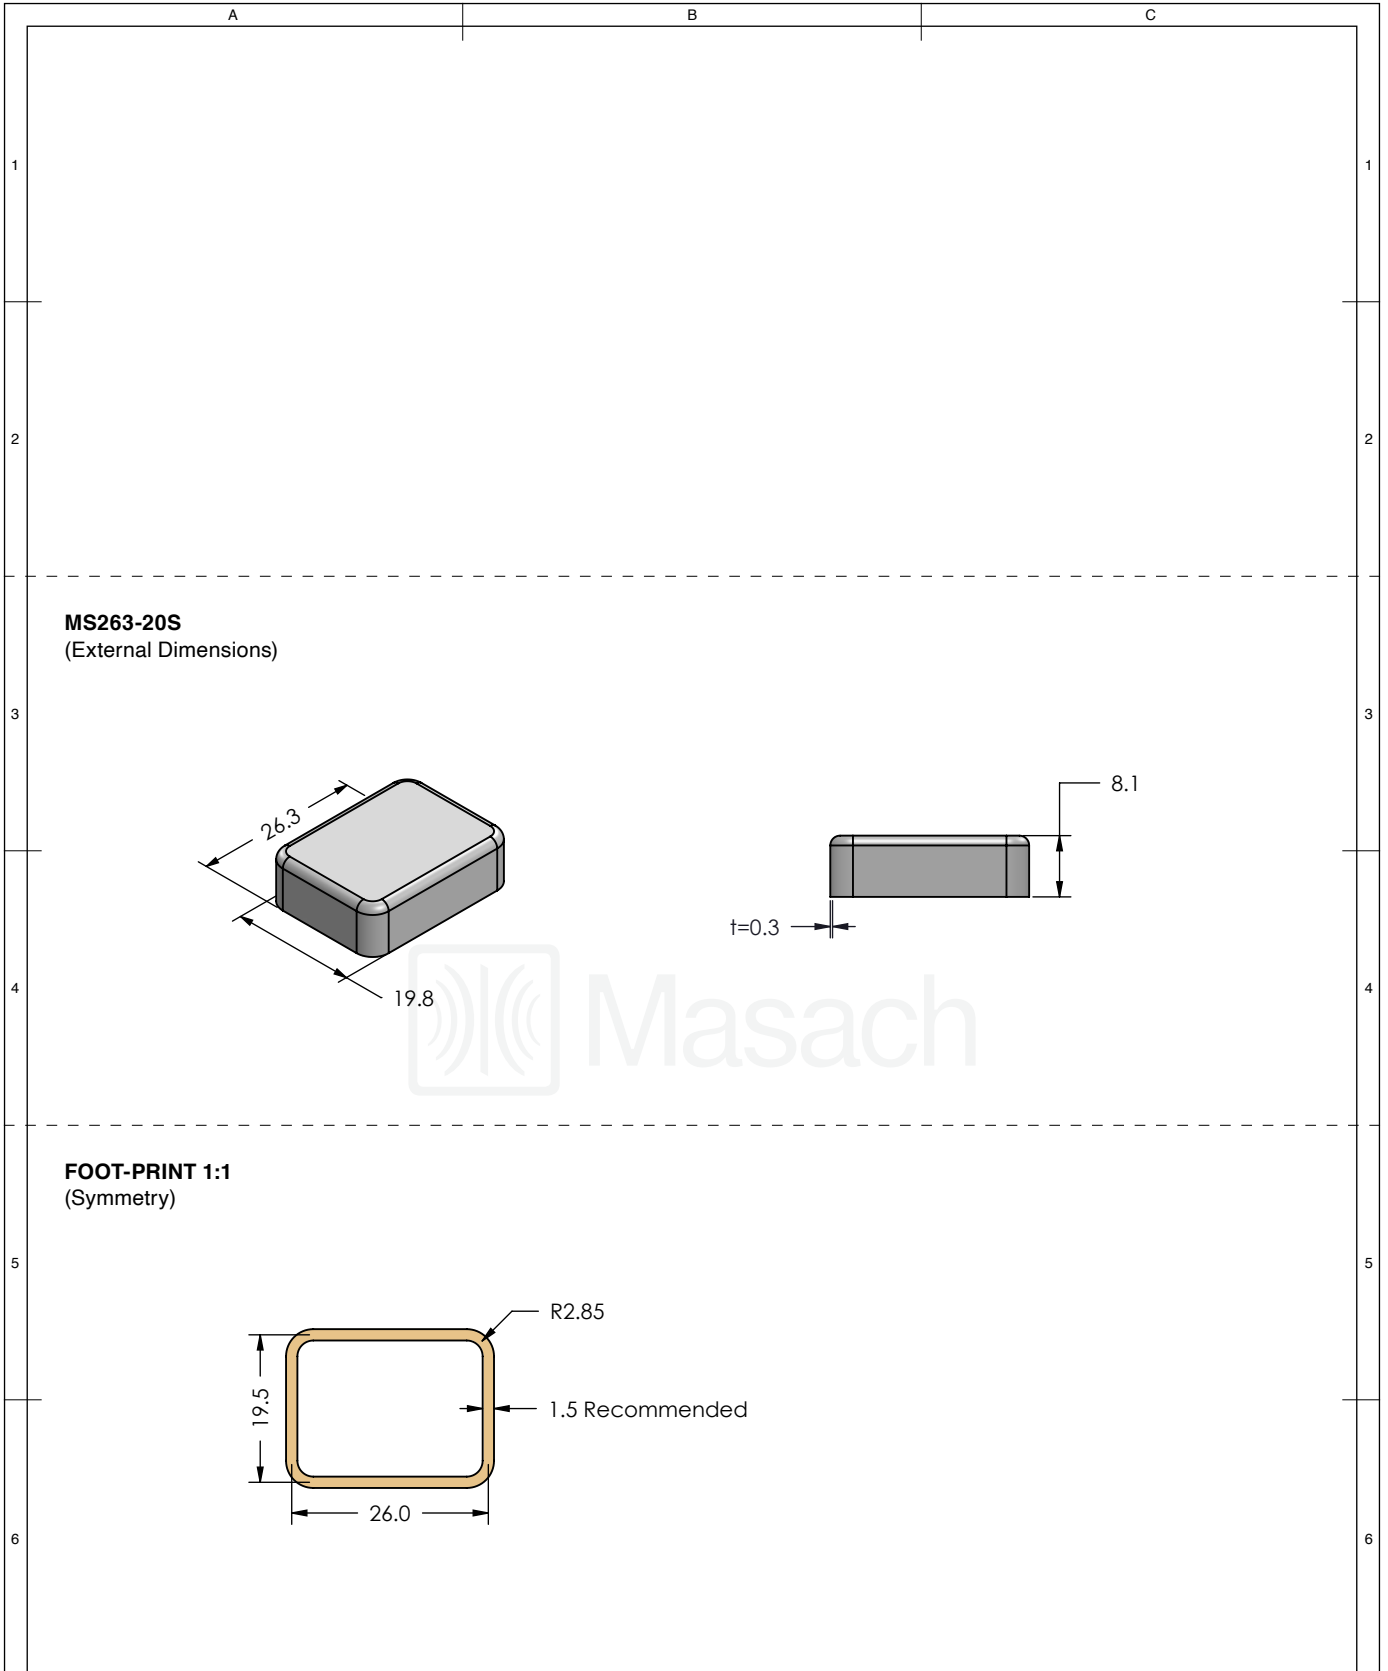 A
B
C
1
1
2
2
MS263-20S
(External Dimensions)
3
3
26.3
8.1
t=0.3
19.8
4
4
Masach
FOOT-PRINT 1:1
(Symmetry)
5
5
R2.85
19.5
1.5 Recommended
26.0
6
6